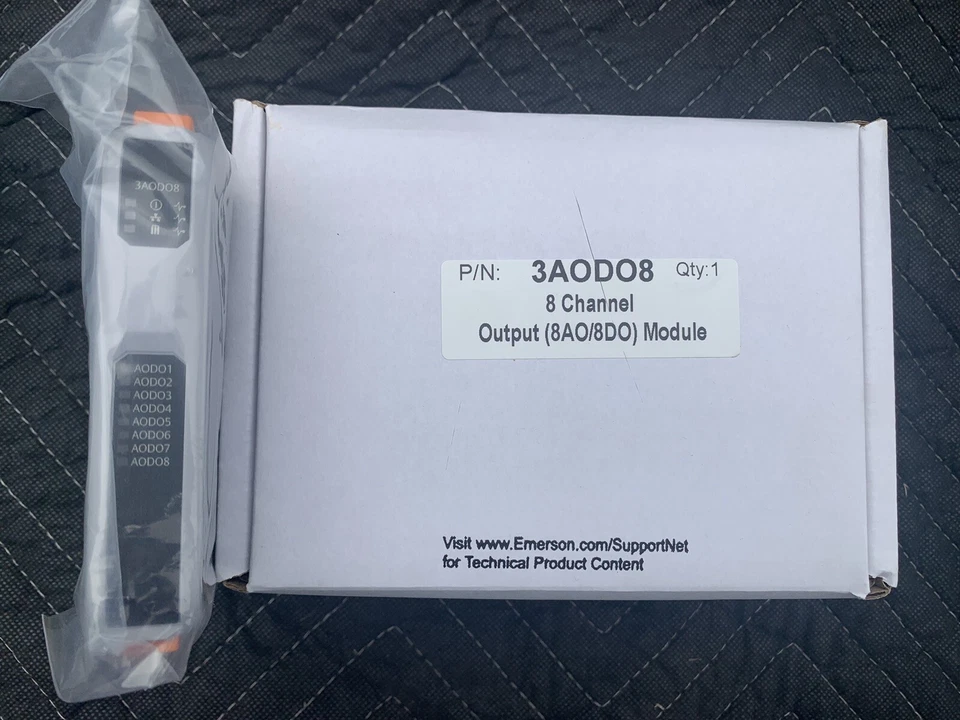 3AODO8
AODO1
AODO2
AODO3
AODO4
AODO5
AODO6
AODO7
AODO8
P/N: 3AODO8 Qty:1
8 Channel
Output (8AO/8DO) Module
Visit www.Emerson.com/SupportNet
for Technical Product Content